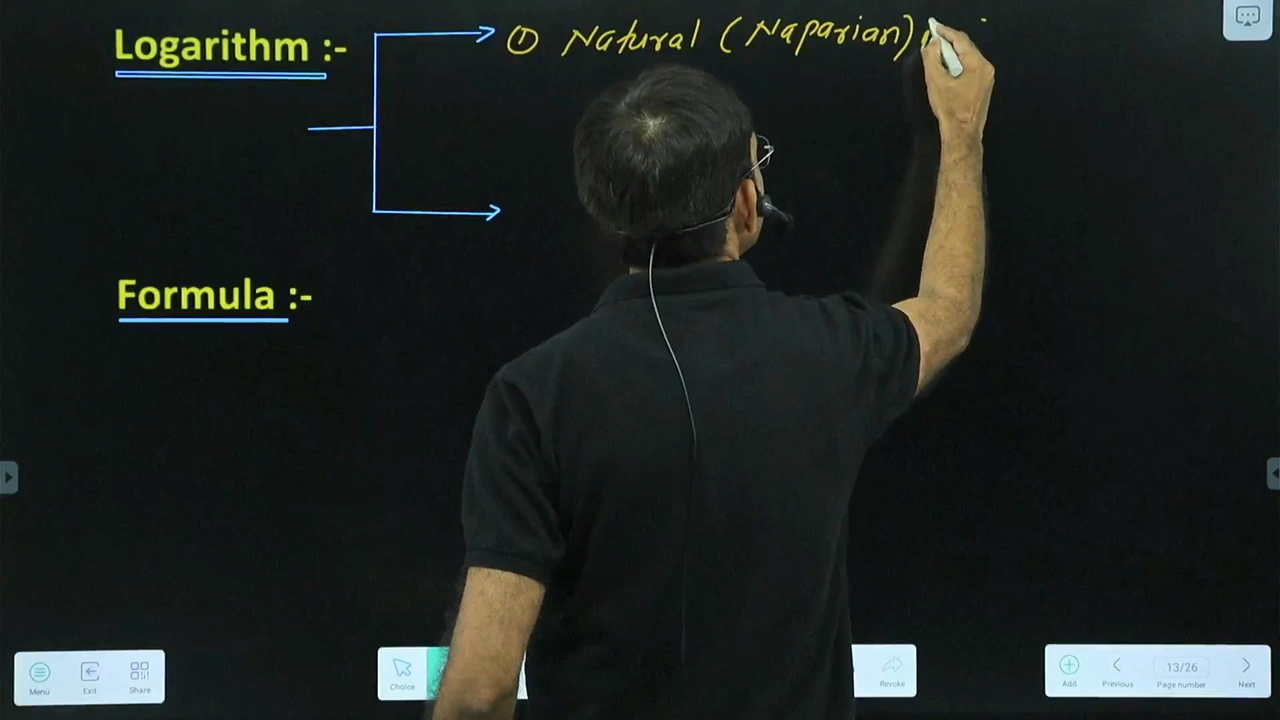 Logarithm :-
① Natural (Naparian)
Formula :-
Menu
Exit
Share
Choice
Revoke
Add
Previous
13/26
Page number
Next